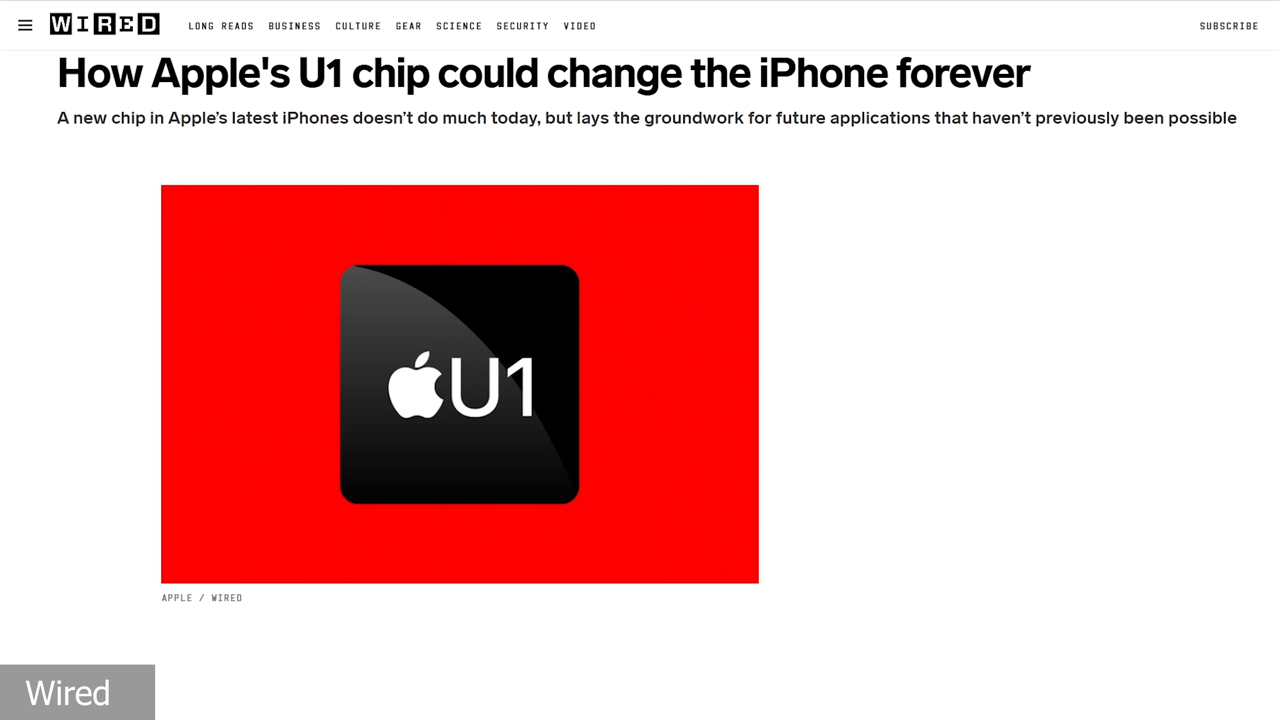 WIRED
LONG READS BUSINESS CULTURE GEAR SCIENCE SECURITY VIDEO
SUBSCRIBE
How Apple's U1 chip could change the iPhone forever
A new chip in Apple’s latest iPhones doesn’t do much today, but lays the groundwork for future applications that haven’t previously been possible
U1
APPLE / WIRED
Wired